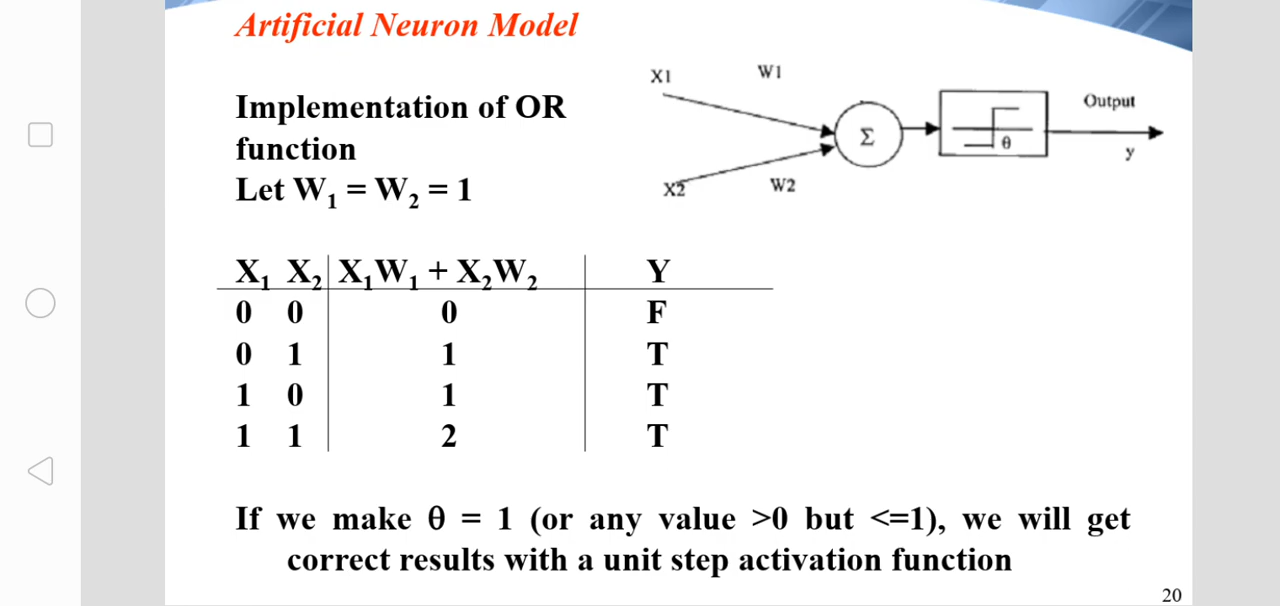 Artificial Neuron Model
Implementation of OR
function
Let W₁ = W₂ = 1
X1
W1
Σ
θ
Output
y
X2
W2
X₁ X₂ X₁W₁ + X₂W₂ Y
0 0 0 F
0 1 1 T
1 0 1 T
1 1 2 T
If we make θ = 1 (or any value >0 but <=1), we will get
correct results with a unit step activation function
20